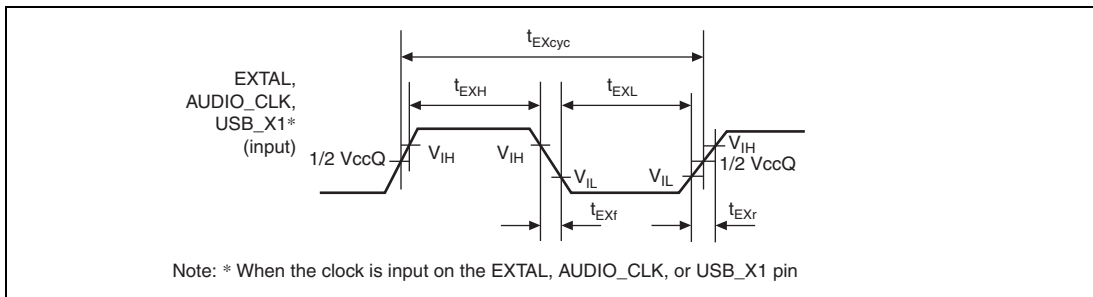 tEXcyc
EXTAL,
AUDIO_CLK,
USB_X1*
(input)
tEXH
tEXL
1/2 VccQ
VIH
VIH
VIL
VIL
VIH
1/2 VccQ
tEXf
tEXr
Note: * When the clock is input on the EXTAL, AUDIO_CLK, or USB_X1 pin